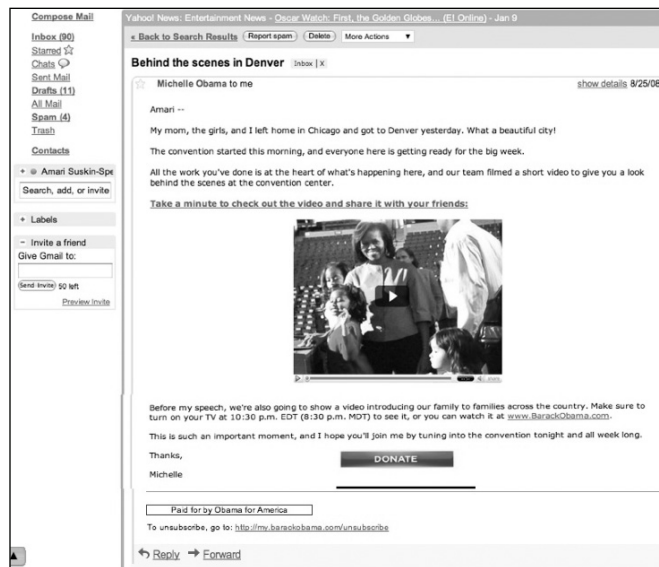 Compose Mail
Inbox (90)
Starred
Chats
Sent Mail
Drafts (11)
All Mail
Spam (4)
Trash
Contacts
+ Amari Suskin-Spe
Search, add, or invite
+ Labels
− Invite a friend
Give Gmail to:
Send Invite 50 left
Preview Invite
Yahoo! News: Entertainment News - Oscar Watch: First, the Golden Globes... (E! Online) - Jan 9
« Back to Search Results Report spam Delete More Actions ▼
Behind the scenes in Denver Inbox | X
Michelle Obama to me show details 8/25/08
Amari --
My mom, the girls, and I left home in Chicago and got to Denver yesterday. What a beautiful city!
The convention started this morning, and everyone here is getting ready for the big week.
All the work you've done is at the heart of what's happening here, and our team filmed a short video to give you a look
behind the scenes at the convention center.
Take a minute to check out the video and share it with your friends:
Before my speech, we're also going to show a video introducing our family to families across the country. Make sure to
turn on your TV at 10:30 p.m. EDT (8:30 p.m. MDT) to see it, or you can watch it at www.BarackObama.com.
This is such an important moment, and I hope you'll join me by tuning into the convention tonight and all week long.
Thanks,
DONATE
Michelle
Paid for by Obama for America
To unsubscribe, go to: http://my.barackobama.com/unsubscribe
Reply Forward